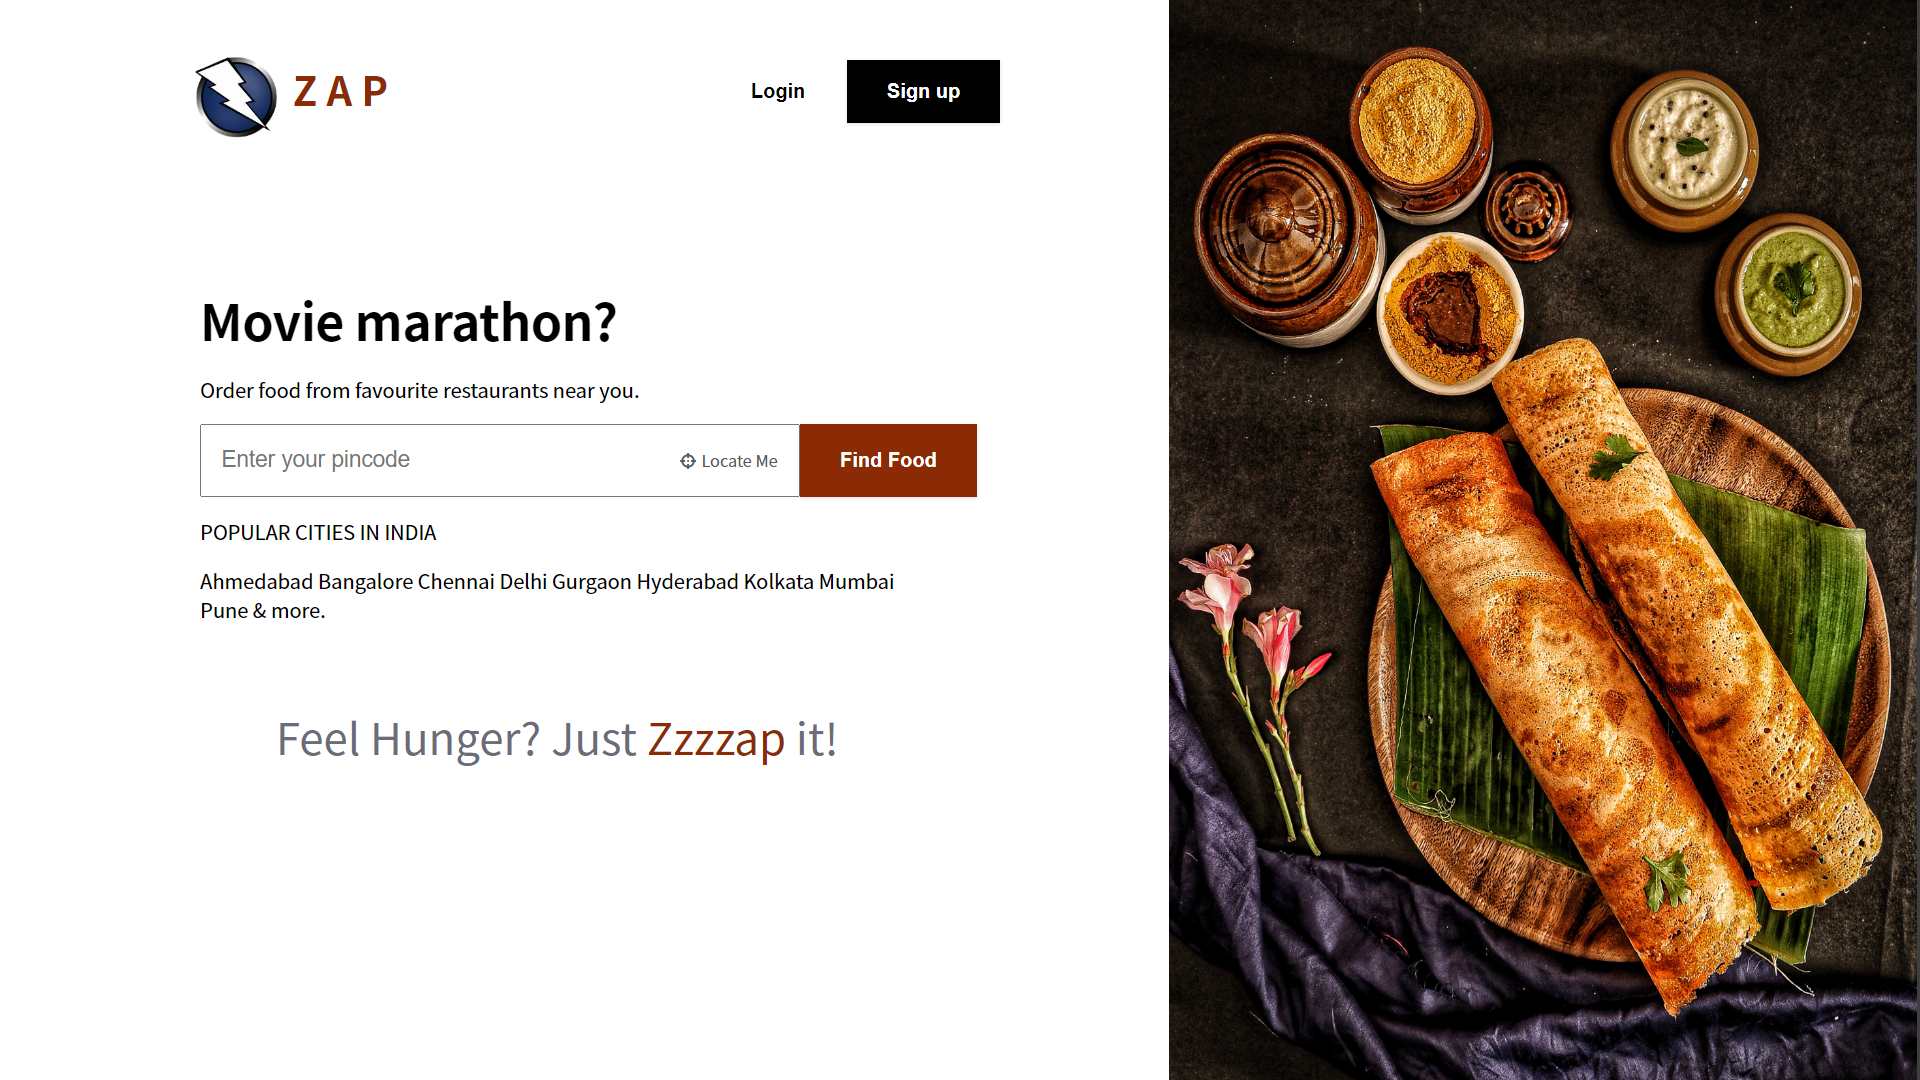 Z A P
Login
Sign up
Movie marathon?
Order food from favourite restaurants near you.
Enter your pincode
Locate Me
Find Food
POPULAR CITIES IN INDIA
Ahmedabad Bangalore Chennai Delhi Gurgaon Hyderabad Kolkata Mumbai
Pune & more.
Feel Hunger? Just Zzzzap it!